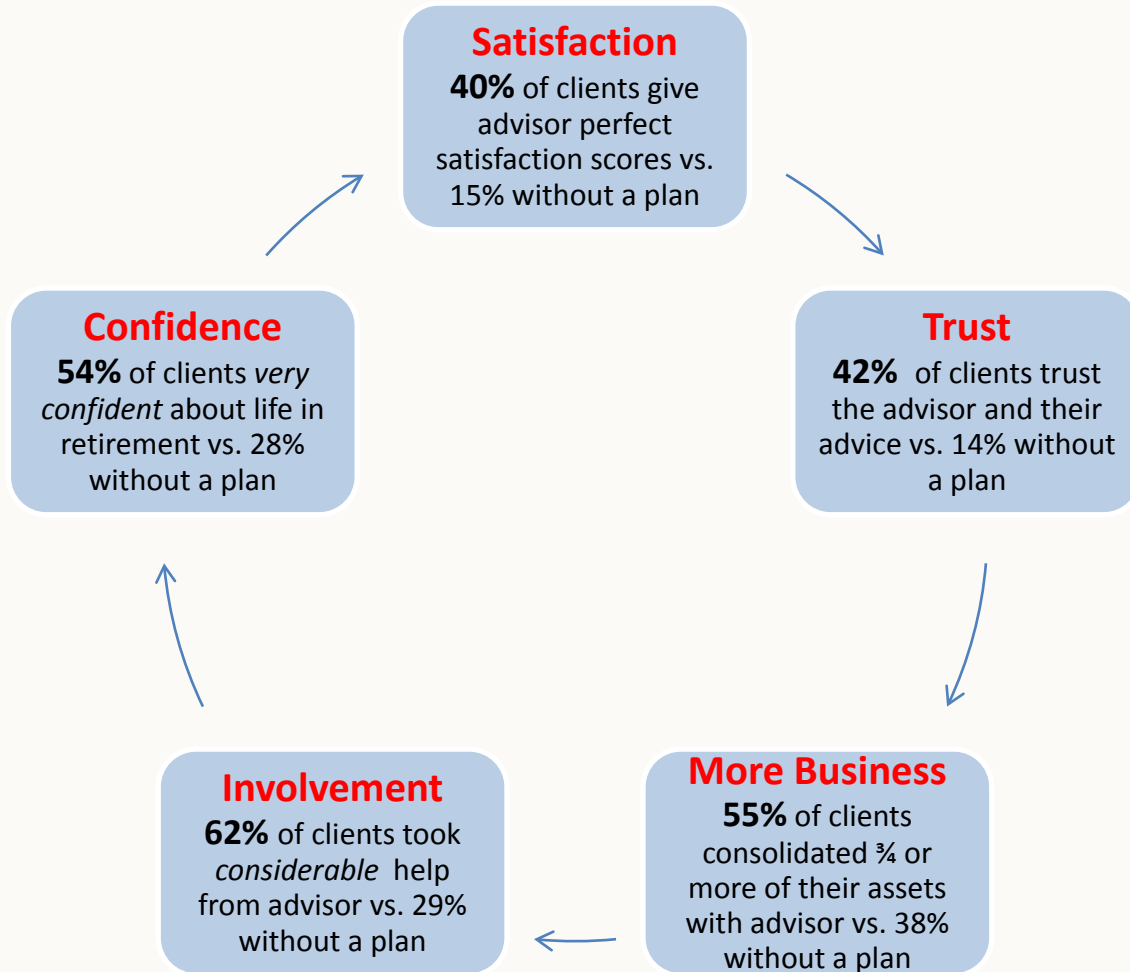 Satisfaction
40% of clients give
advisor perfect
satisfaction scores vs.
15% without a plan
Trust
42% of clients trust
the advisor and their
advice vs. 14% without
a plan
More Business
55% of clients
consolidated ¾ or
more of their assets
with advisor vs. 38%
without a plan
Involvement
62% of clients took
considerable help
from advisor vs. 29%
without a plan
Confidence
54% of clients very
confident about life in
retirement vs. 28%
without a plan